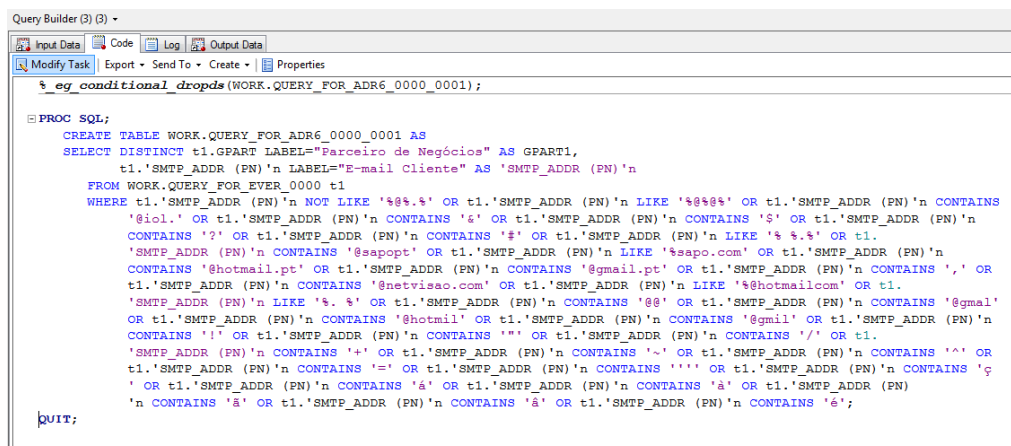 Query Builder (3) (3)
Input Data Code Log Output Data
Modify Task Export Send To Create Properties
%_eg_conditional_dropds(WORK.QUERY_FOR_ADR6_0000_0001);
PROC SQL;
CREATE TABLE WORK.QUERY_FOR_ADR6_0000_0001 AS
SELECT DISTINCT t1.GPART LABEL="Parceiro de Negócios" AS GPART1,
t1.'SMTP_ADDR (PN)'n LABEL="E-mail Cliente" AS 'SMTP_ADDR (PN)'n
FROM WORK.QUERY_FOR_EVER_0000 t1
WHERE t1.'SMTP_ADDR (PN)'n NOT LIKE '%@%.%' OR t1.'SMTP_ADDR (PN)'n LIKE '%@%@%' OR t1.'SMTP_ADDR (PN)'n CONTAINS
'@iol.' OR t1.'SMTP_ADDR (PN)'n CONTAINS '&' OR t1.'SMTP_ADDR (PN)'n CONTAINS '$' OR t1.'SMTP_ADDR (PN)'n
CONTAINS '?' OR t1.'SMTP_ADDR (PN)'n CONTAINS '#' OR t1.'SMTP_ADDR (PN)'n LIKE '% %.%' OR t1.
'SMTP_ADDR (PN)'n CONTAINS '@sapopt' OR t1.'SMTP_ADDR (PN)'n LIKE '%sapo.com' OR t1.'SMTP_ADDR (PN)'n
CONTAINS '@hotmail.pt' OR t1.'SMTP_ADDR (PN)'n CONTAINS '@gmail.pt' OR t1.'SMTP_ADDR (PN)'n CONTAINS ',' OR
t1.'SMTP_ADDR (PN)'n CONTAINS '@netvisao.com' OR t1.'SMTP_ADDR (PN)'n LIKE '%@hotmailcom' OR t1.
'SMTP_ADDR (PN)'n LIKE '%. %' OR t1.'SMTP_ADDR (PN)'n CONTAINS '@@' OR t1.'SMTP_ADDR (PN)'n CONTAINS '@gmal'
OR t1.'SMTP_ADDR (PN)'n CONTAINS '@hotmil' OR t1.'SMTP_ADDR (PN)'n CONTAINS '@gmil' OR t1.'SMTP_ADDR (PN)'n
CONTAINS '!' OR t1.'SMTP_ADDR (PN)'n CONTAINS '"' OR t1.'SMTP_ADDR (PN)'n CONTAINS '/' OR t1.
'SMTP_ADDR (PN)'n CONTAINS '+' OR t1.'SMTP_ADDR (PN)'n CONTAINS '~' OR t1.'SMTP_ADDR (PN)'n CONTAINS '^' OR
t1.'SMTP_ADDR (PN)'n CONTAINS '=' OR t1.'SMTP_ADDR (PN)'n CONTAINS '''' OR t1.'SMTP_ADDR (PN)'n CONTAINS 'ç
' OR t1.'SMTP_ADDR (PN)'n CONTAINS 'á' OR t1.'SMTP_ADDR (PN)'n CONTAINS 'à' OR t1.'SMTP_ADDR (PN)
'n CONTAINS 'ã' OR t1.'SMTP_ADDR (PN)'n CONTAINS 'â' OR t1.'SMTP_ADDR (PN)'n CONTAINS 'é';
QUIT;